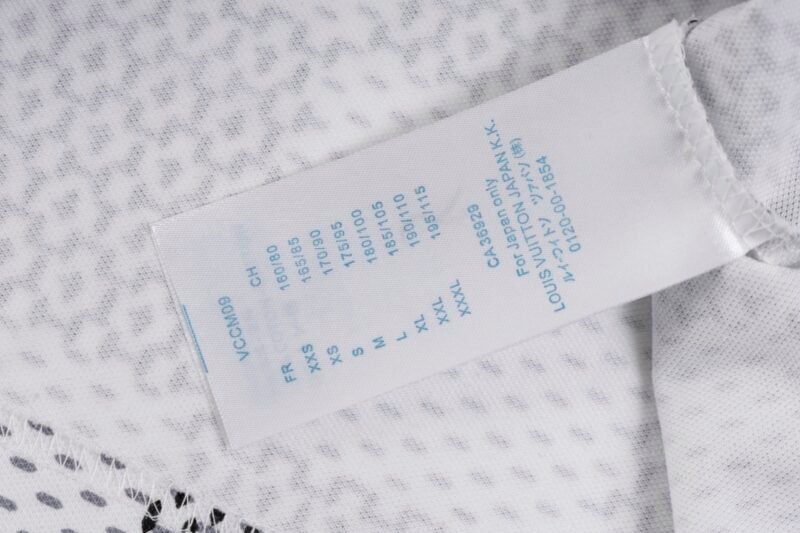 VCCM09
FR CH
XXS 160/80
XS 165/85
S 170/90
M 175/95
L 180/100
XL 185/105
XXL 190/110
XXXL 195/115
CA36929
For Japan only
LOUIS VUITTON JAPAN K.K.
ルイ･ヴィトン ジャパン(株)
0120-00-1854